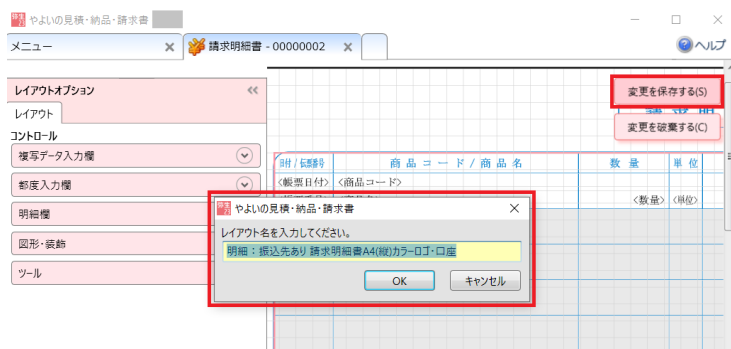 やよいの見積・納品・請求書
メニュー
請求明細書 - 00000002
ヘルプ
レイアウトオプション
レイアウト
コントロール
複写データ入力欄
都度入力欄
明細欄
図形・装飾
ツール
変更を保存する(S)
変更を破棄する(C)
日付 / 伝票番号
商品コード/商品名
数量
単位
〈帳票日付〉
〈商品コード〉
〈数量〉
〈単位〉
やよいの見積・納品・請求書
レイアウト名を入力してください。
明細：振込先あり 請求明細書A4(縦)カラーロゴ・口座
OK
キャンセル